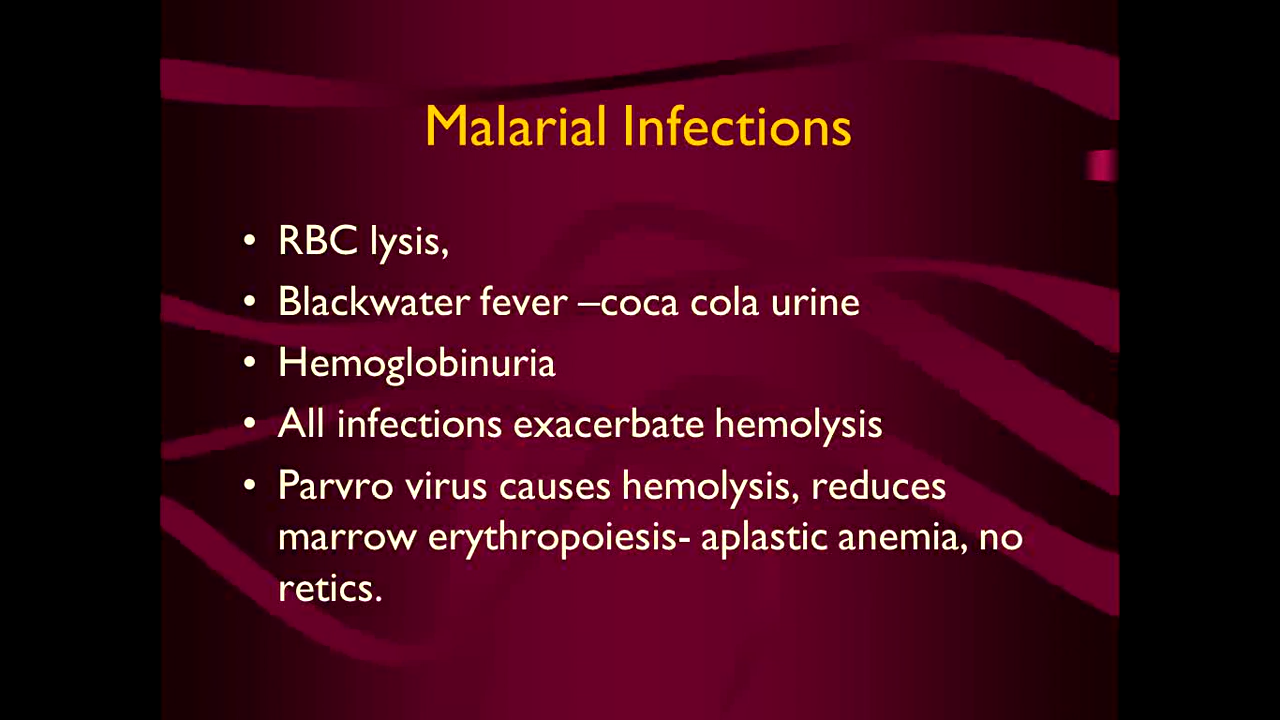 Malarial Infections
• RBC lysis,
• Blackwater fever –coca cola urine
• Hemoglobinuria
• All infections exacerbate hemolysis
• Parvro virus causes hemolysis, reduces
marrow erythropoiesis- aplastic anemia, no
retics.